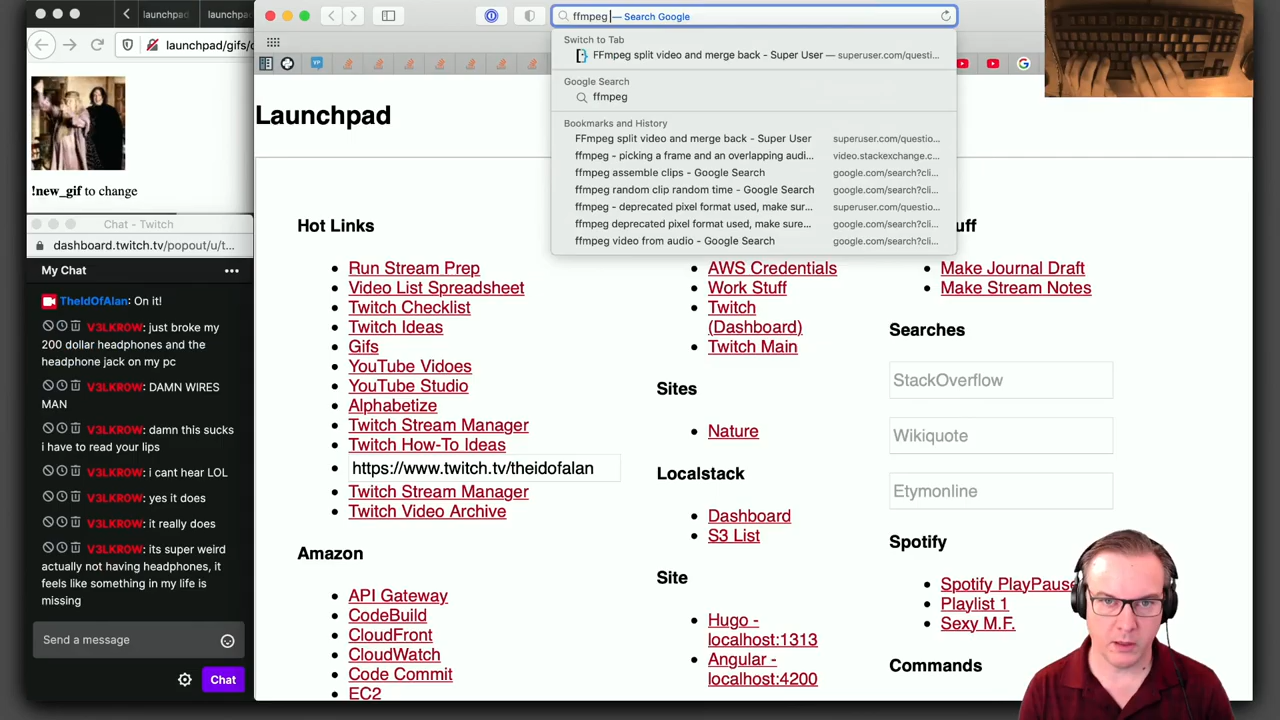 launchpad
launchpa
launchpad/gifs/
!new_gif to change
Chat - Twitch
dashboard.twitch.tv/popout/u/t...
My Chat
TheIdOfAlan: On it!
V3LKR0W: just broke my
200 dollar headphones and the
headphone jack on my pc
V3LKR0W: DAMN WIRES
MAN
V3LKR0W: damn this sucks
i have to read your lips
V3LKR0W: i cant hear LOL
V3LKR0W: yes it does
V3LKR0W: it really does
V3LKR0W: its super weird
actually not having headphones, it
feels like something in my life is
missing
Send a message
Chat
ffmpeg — Search Google
Switch to Tab
FFmpeg split video and merge back - Super User — superuser.com/questi...
Google Search
ffmpeg
Bookmarks and History
FFmpeg split video and merge back - Super User superuser.com/questio...
ffmpeg - picking a frame and an overlapping audi... video.stackexchange.c...
ffmpeg assemble clips - Google Search google.com/search?cli...
ffmpeg random clip random time - Google Search google.com/search?cli...
ffmpeg - deprecated pixel format used, make sur... superuser.com/questio...
ffmpeg deprecated pixel format used, make sure... google.com/search?cli...
ffmpeg video from audio - Google Search google.com/search?cli...
Launchpad
Hot Links
Run Stream Prep
Video List Spreadsheet
Twitch Checklist
Twitch Ideas
Gifs
YouTube Vidoes
YouTube Studio
Alphabetize
Twitch Stream Manager
Twitch How-To Ideas
https://www.twitch.tv/theidofalan
Twitch Stream Manager
Twitch Video Archive
Amazon
API Gateway
CodeBuild
CloudFront
CloudWatch
Code Commit
EC2
AWS Credentials
Work Stuff
Twitch
(Dashboard)
Twitch Main
Sites
Nature
Localstack
Dashboard
S3 List
Site
Hugo -
localhost:1313
Angular -
localhost:4200
uff
Make Journal Draft
Make Stream Notes
Searches
StackOverflow
Wikiquote
Etymonline
Spotify
Spotify PlayPause
Playlist 1
Sexy M.F.
Commands